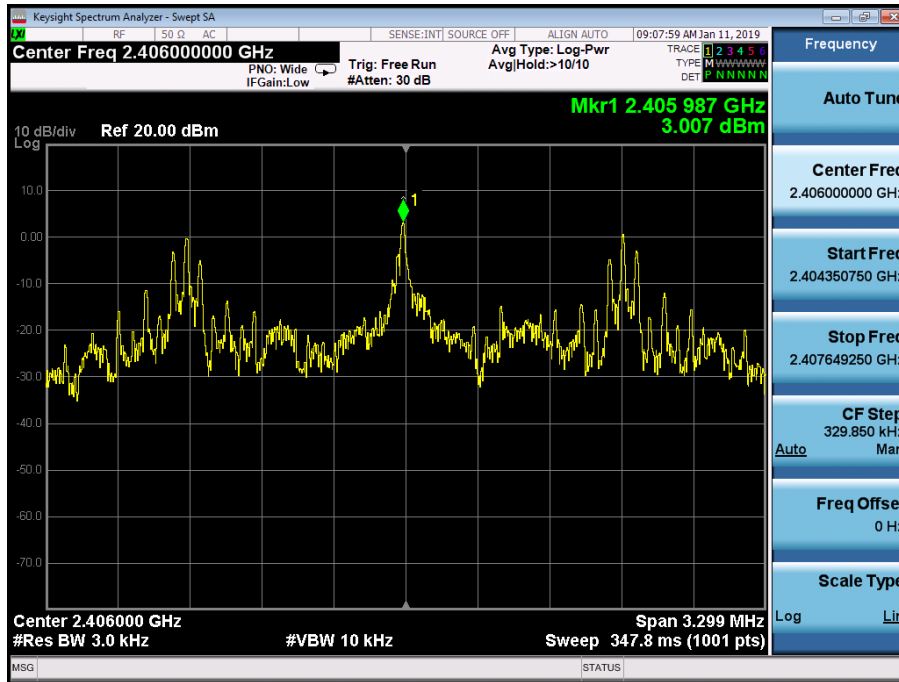 Keysight Spectrum Analyzer - Swept SA
LXI RF 50 Ω AC SENSE:INT SOURCE OFF ALIGN AUTO 09:07:59 AM Jan 11, 2019
Center Freq 2.406000000 GHz
PNO: Wide
IFGain:Low
Trig: Free Run
#Atten: 30 dB
Avg Type: Log-Pwr
Avg|Hold:>10/10
TRACE 1 2 3 4 5 6
TYPE M W W W W W
DET P N N N N N
Mkr1 2.405 987 GHz
3.007 dBm
10 dB/div Ref 20.00 dBm
Log
1
10.0
0.00
-10.0
-20.0
-30.0
-40.0
-50.0
-60.0
-70.0
Center 2.406000 GHz Span 3.299 MHz
#Res BW 3.0 kHz #VBW 10 kHz Sweep 347.8 ms (1001 pts)
MSG STATUS
Frequency
Auto Tune
Center Freq
2.406000000 GHz
Start Freq
2.404350750 GHz
Stop Freq
2.407649250 GHz
CF Step
329.850 kHz
Auto Man
Freq Offset
0 Hz
Scale Type
Log Lin